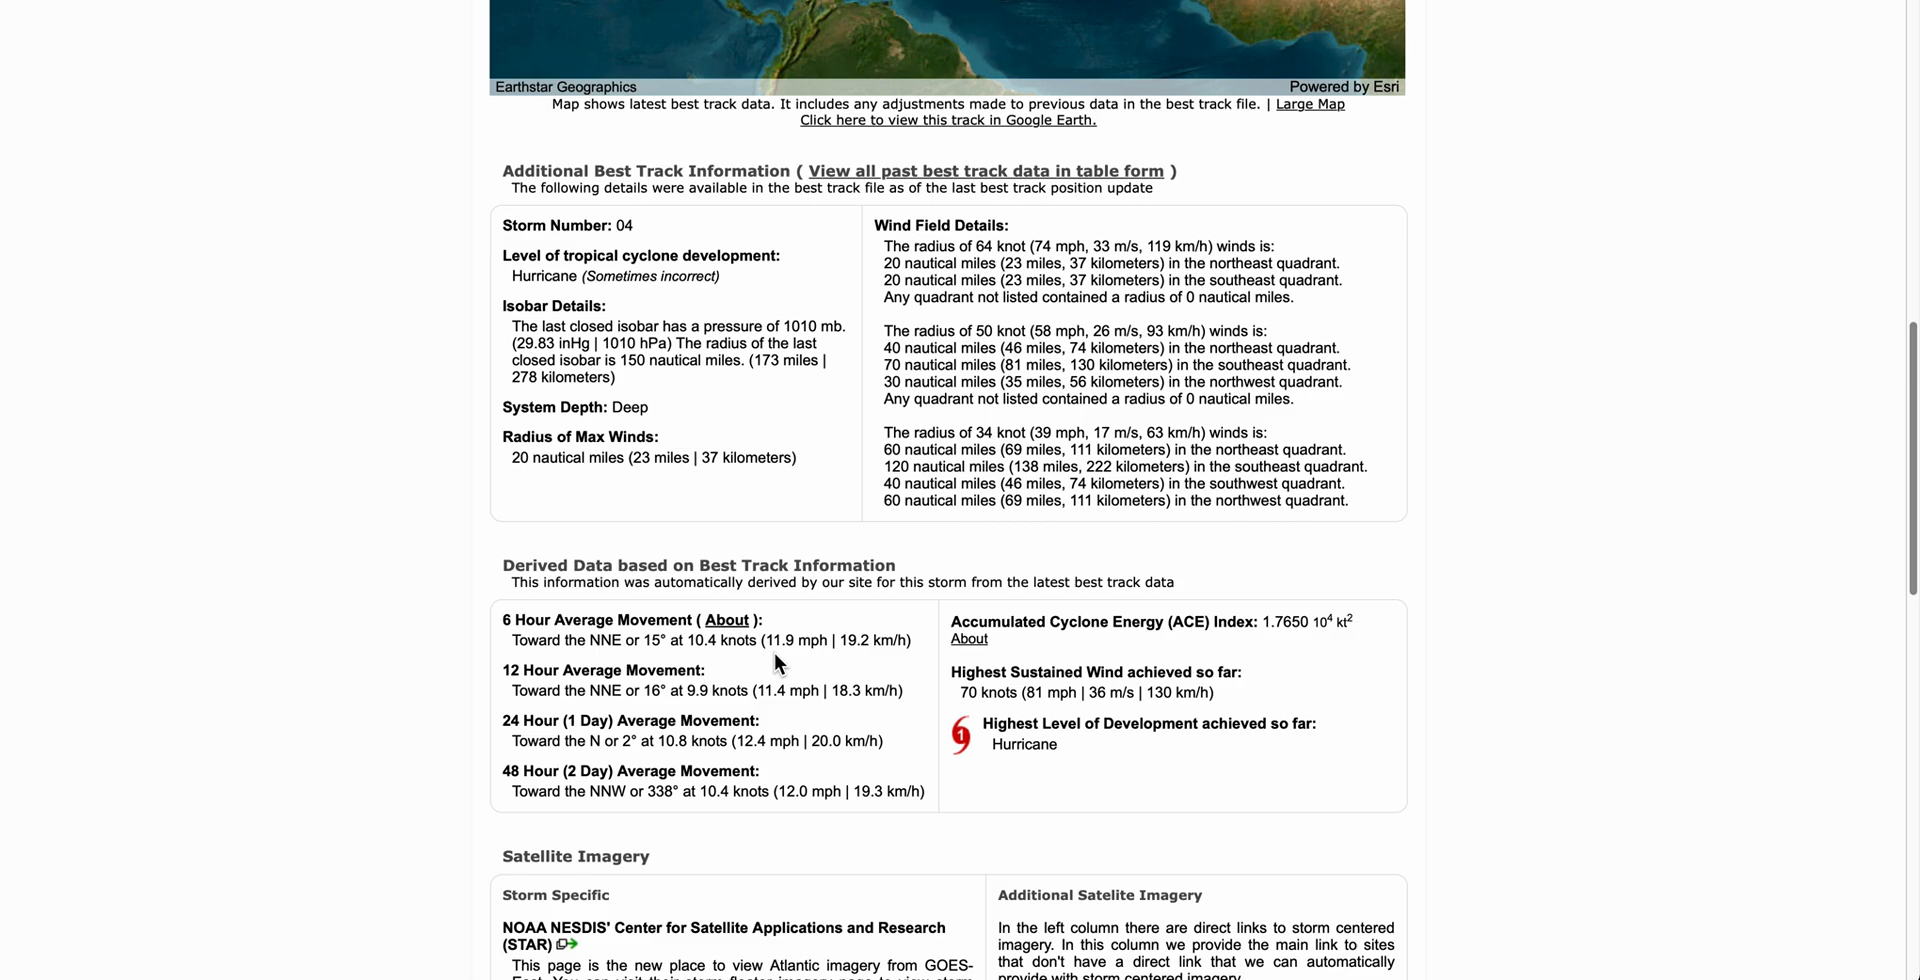 Earthstar Geographics
Powered by Esri
Map shows latest best track data. It includes any adjustments made to previous data in the best track file. | Large Map
Click here to view this track in Google Earth.
Additional Best Track Information ( View all past best track data in table form )
The following details were available in the best track file as of the last best track position update
Storm Number: 04
Level of tropical cyclone development:
Hurricane (Sometimes incorrect)
Isobar Details:
The last closed isobar has a pressure of 1010 mb.
(29.83 inHg | 1010 hPa) The radius of the last
closed isobar is 150 nautical miles. (173 miles |
278 kilometers)
System Depth: Deep
Radius of Max Winds:
20 nautical miles (23 miles | 37 kilometers)
Wind Field Details:
The radius of 64 knot (74 mph, 33 m/s, 119 km/h) winds is:
20 nautical miles (23 miles, 37 kilometers) in the northeast quadrant.
20 nautical miles (23 miles, 37 kilometers) in the southeast quadrant.
Any quadrant not listed contained a radius of 0 nautical miles.
The radius of 50 knot (58 mph, 26 m/s, 93 km/h) winds is:
40 nautical miles (46 miles, 74 kilometers) in the northeast quadrant.
70 nautical miles (81 miles, 130 kilometers) in the southeast quadrant.
30 nautical miles (35 miles, 56 kilometers) in the northwest quadrant.
Any quadrant not listed contained a radius of 0 nautical miles.
The radius of 34 knot (39 mph, 17 m/s, 63 km/h) winds is:
60 nautical miles (69 miles, 111 kilometers) in the northeast quadrant.
120 nautical miles (138 miles, 222 kilometers) in the southeast quadrant.
40 nautical miles (46 miles, 74 kilometers) in the southwest quadrant.
60 nautical miles (69 miles, 111 kilometers) in the northwest quadrant.
Derived Data based on Best Track Information
This information was automatically derived by our site for this storm from the latest best track data
6 Hour Average Movement ( About ):
Toward the NNE or 15° at 10.4 knots (11.9 mph | 19.2 km/h)
12 Hour Average Movement:
Toward the NNE or 16° at 9.9 knots (11.4 mph | 18.3 km/h)
24 Hour (1 Day) Average Movement:
Toward the N or 2° at 10.8 knots (12.4 mph | 20.0 km/h)
48 Hour (2 Day) Average Movement:
Toward the NNW or 338° at 10.4 knots (12.0 mph | 19.3 km/h)
Accumulated Cyclone Energy (ACE) Index: 1.7650 10⁴ kt²
About
Highest Sustained Wind achieved so far:
70 knots (81 mph | 36 m/s | 130 km/h)
1
Highest Level of Development achieved so far:
Hurricane
Satellite Imagery
Storm Specific
NOAA NESDIS' Center for Satellite Applications and Research
(STAR)
This page is the new place to view Atlantic imagery from GOES-
East. You can visit their storm floater imagery page to view storm
Additional Satelite Imagery
In the left column there are direct links to storm centered
imagery. In this column we provide the main link to sites
that don't have a direct link that we can automatically
provide with storm centered imagery.